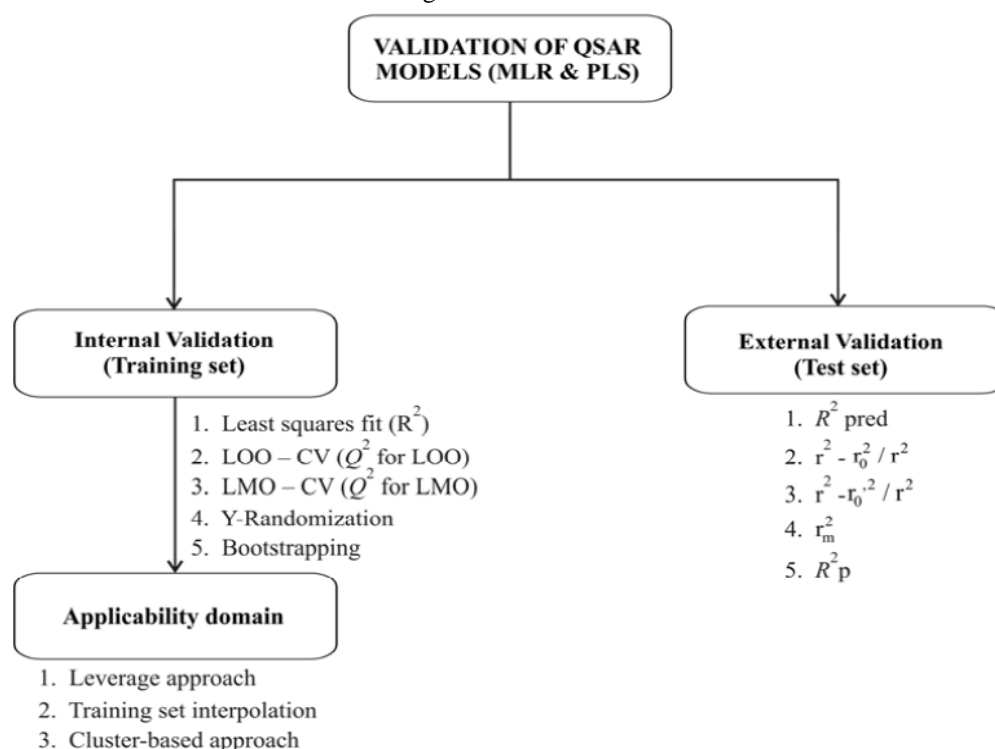 VALIDATION OF QSAR
MODELS (MLR & PLS)
Internal Validation
(Training set)
1. Least squares fit (R²)
2. LOO – CV (Q² for LOO)
3. LMO – CV (Q² for LMO)
4. Y-Randomization
5. Bootstrapping
Applicability domain
1. Leverage approach
2. Training set interpolation
3. Cluster-based approach
External Validation
(Test set)
1. R² pred
2. r² - r₀² / r²
3. r² -r₀'² / r²
4. rₘ²
5. R²p